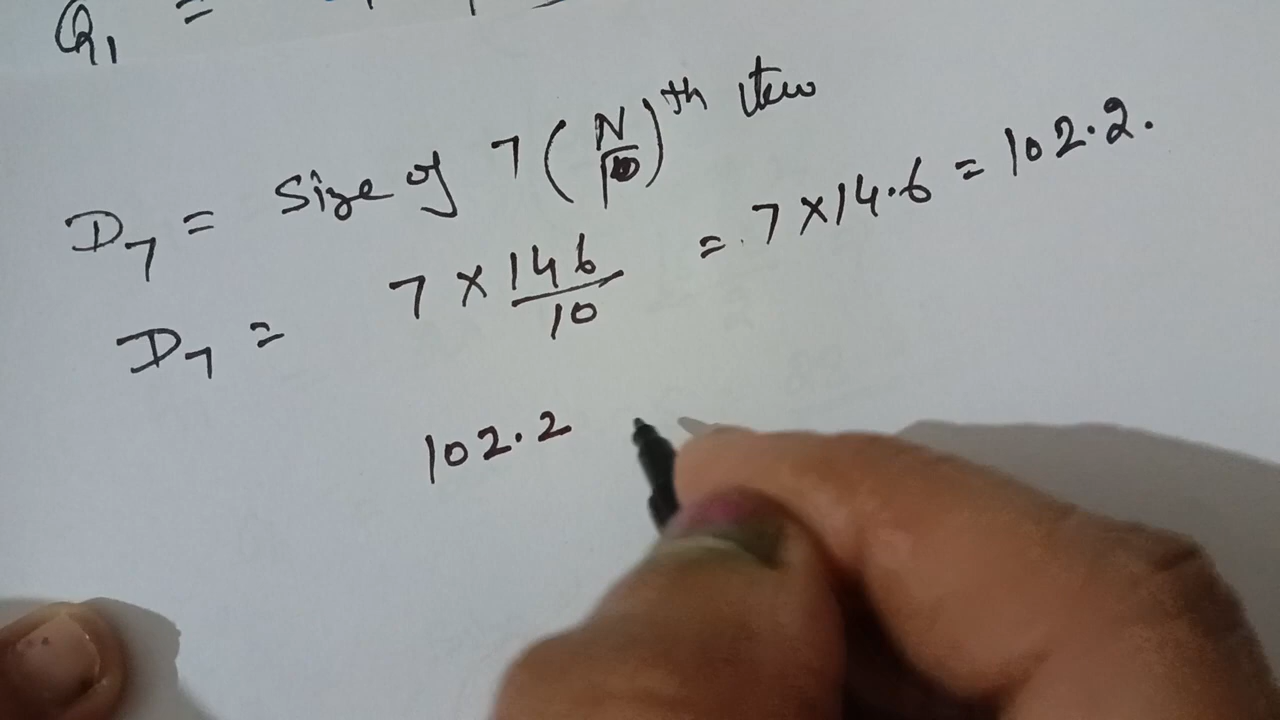 Q1 =
D7 = Size of 7 (N/10)th item
D7 = 7 × 146/10 = 7 × 14.6 = 102.2.
102.2